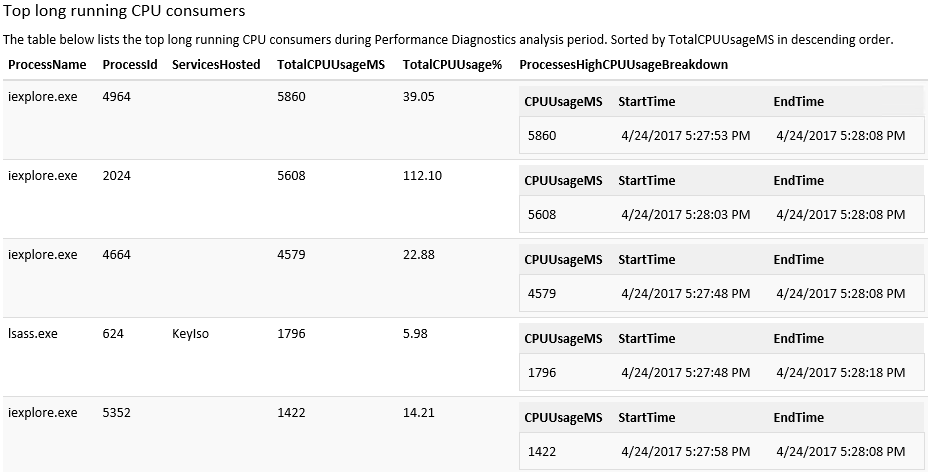 Top long running CPU consumers
The table below lists the top long running CPU consumers during Performance Diagnostics analysis period. Sorted by TotalCPUUsageMS in descending order.
ProcessName ProcessId ServicesHosted TotalCPUUsageMS TotalCPUUsage% ProcessesHighCPUUsageBreakdown
iexplore.exe 4964 5860 39.05
CPUUsageMS StartTime EndTime
5860 4/24/2017 5:27:53 PM 4/24/2017 5:28:08 PM
iexplore.exe 2024 5608 112.10
CPUUsageMS StartTime EndTime
5608 4/24/2017 5:28:03 PM 4/24/2017 5:28:08 PM
iexplore.exe 4664 4579 22.88
CPUUsageMS StartTime EndTime
4579 4/24/2017 5:27:48 PM 4/24/2017 5:28:08 PM
lsass.exe 624 KeyIso 1796 5.98
CPUUsageMS StartTime EndTime
1796 4/24/2017 5:27:48 PM 4/24/2017 5:28:18 PM
iexplore.exe 5352 1422 14.21
CPUUsageMS StartTime EndTime
1422 4/24/2017 5:27:58 PM 4/24/2017 5:28:08 PM